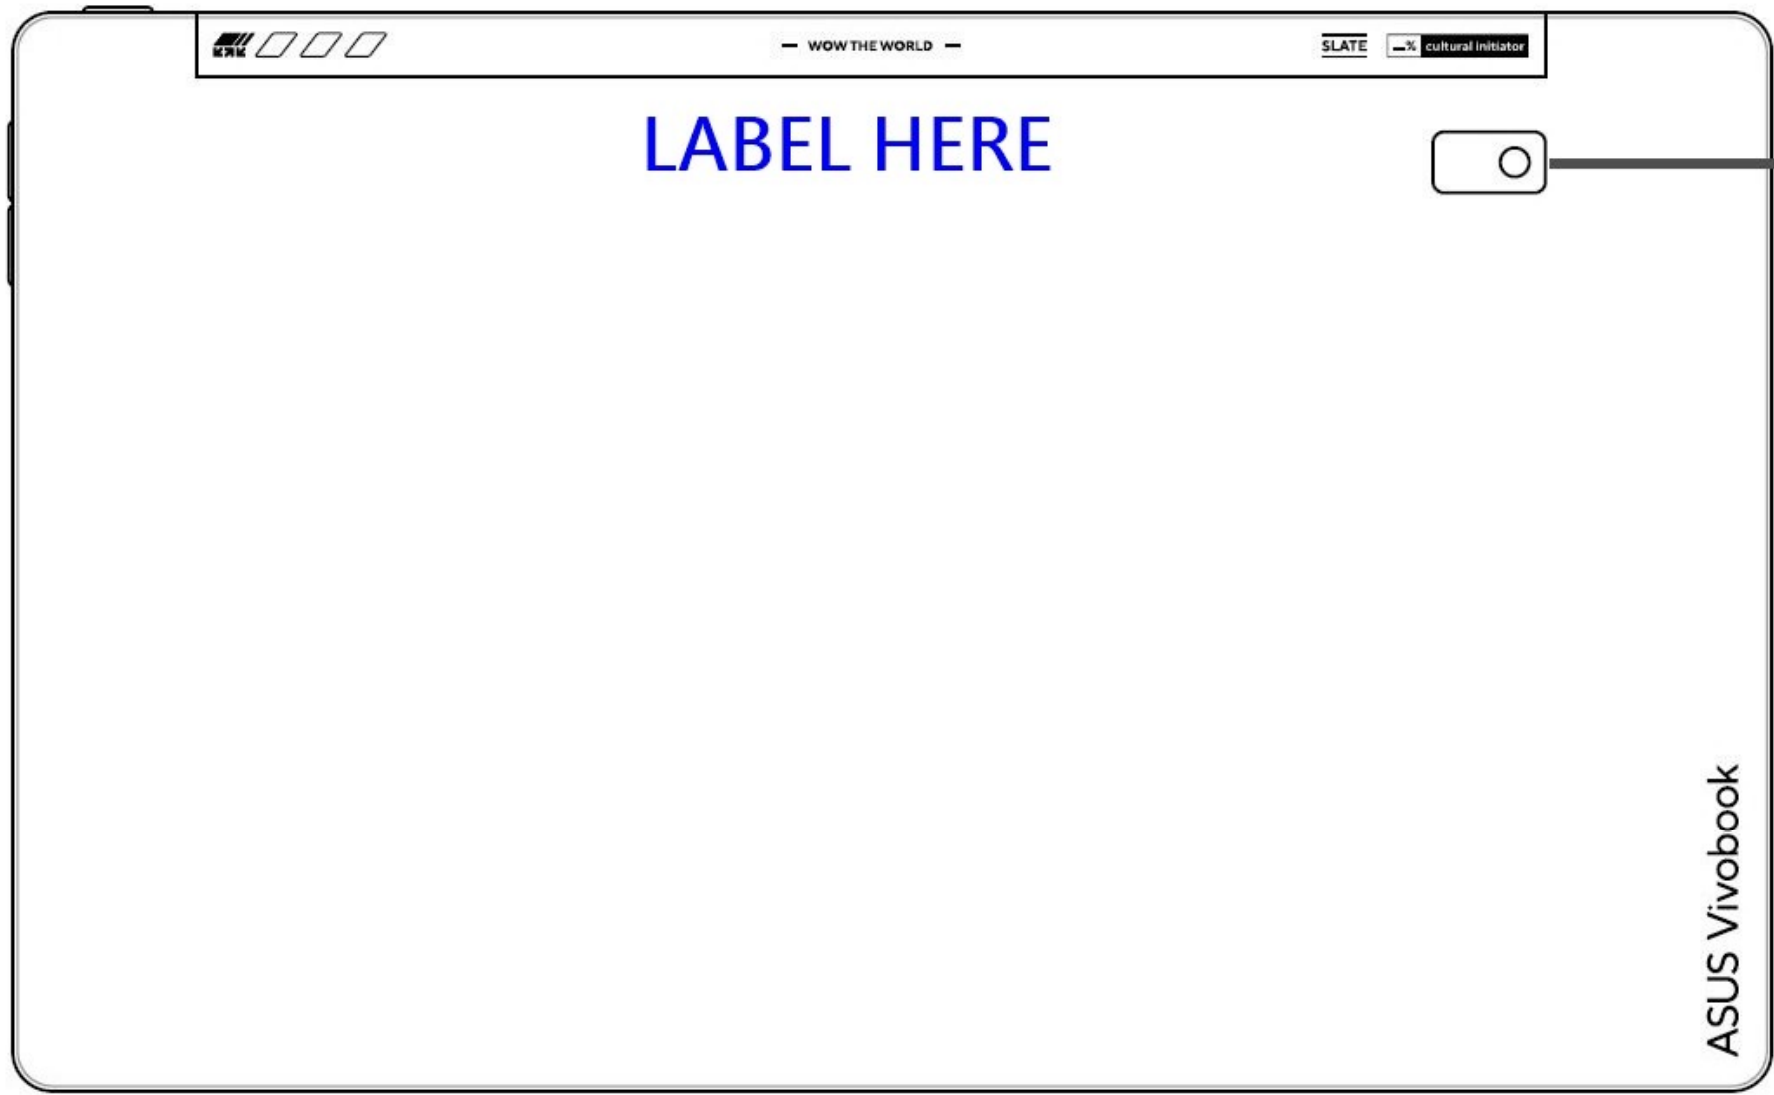 WOW THE WORLD
SLATE
% cultural initiator
LABEL HERE
ASUS Vivobook